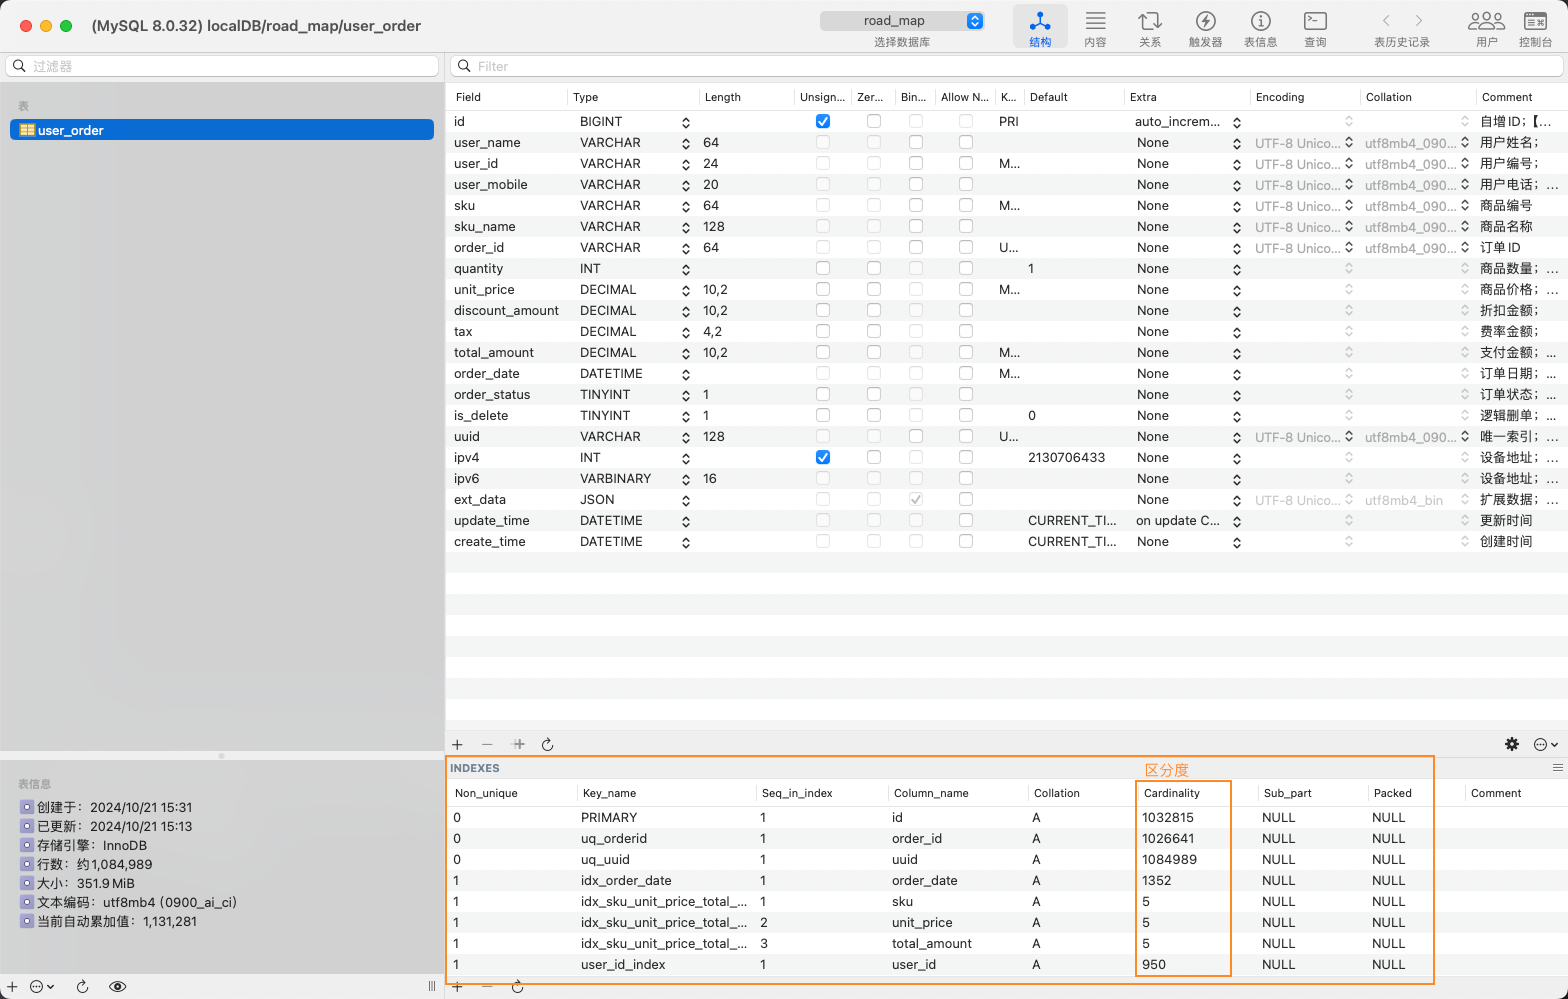 (MySQL 8.0.32) localDB/road_map/user_order
road_map
选择数据库
结构 内容 关系 触发器 表信息 查询 表历史记录 用户 控制台
过滤器
Filter
表
user_order
Field Type Length Unsign... Zer... Bin... Allow N... K... Default Extra Encoding Collation Comment
id BIGINT PRI auto_increm... 自增ID；【...
user_name VARCHAR 64 None UTF-8 Unico... utf8mb4_090... 用户姓名；
user_id VARCHAR 24 M... None UTF-8 Unico... utf8mb4_090... 用户编号；
user_mobile VARCHAR 20 None UTF-8 Unico... utf8mb4_090... 用户电话；...
sku VARCHAR 64 M... None UTF-8 Unico... utf8mb4_090... 商品编号
sku_name VARCHAR 128 None UTF-8 Unico... utf8mb4_090... 商品名称
order_id VARCHAR 64 U... None UTF-8 Unico... utf8mb4_090... 订单ID
quantity INT 1 None 商品数量；...
unit_price DECIMAL 10,2 M... None 商品价格；...
discount_amount DECIMAL 10,2 None 折扣金额；
tax DECIMAL 4,2 None 费率金额；
total_amount DECIMAL 10,2 M... None 支付金额；...
order_date DATETIME M... None 订单日期；...
order_status TINYINT 1 None 订单状态；...
is_delete TINYINT 1 0 None 逻辑删单；...
uuid VARCHAR 128 U... None UTF-8 Unico... utf8mb4_090... 唯一索引；...
ipv4 INT 2130706433 None 设备地址；...
ipv6 VARBINARY 16 None 设备地址；...
ext_data JSON None UTF-8 Unico... utf8mb4_bin 扩展数据；...
update_time DATETIME CURRENT_TI... on update C... 更新时间
create_time DATETIME CURRENT_TI... None 创建时间
表信息
创建于：2024/10/21 15:31
已更新：2024/10/21 15:13
存储引擎：InnoDB
行数：约1,084,989
大小：351.9 MiB
文本编码：utf8mb4 (0900_ai_ci)
当前自动累加值：1,131,281
INDEXES
区分度
Non_unique Key_name Seq_in_index Column_name Collation Cardinality Sub_part Packed Comment
0 PRIMARY 1 id A 1032815 NULL NULL
0 uq_orderid 1 order_id A 1026641 NULL NULL
0 uq_uuid 1 uuid A 1084989 NULL NULL
1 idx_order_date 1 order_date A 1352 NULL NULL
1 idx_sku_unit_price_total_... 1 sku A 5 NULL NULL
1 idx_sku_unit_price_total_... 2 unit_price A 5 NULL NULL
1 idx_sku_unit_price_total_... 3 total_amount A 5 NULL NULL
1 user_id_index 1 user_id A 950 NULL NULL